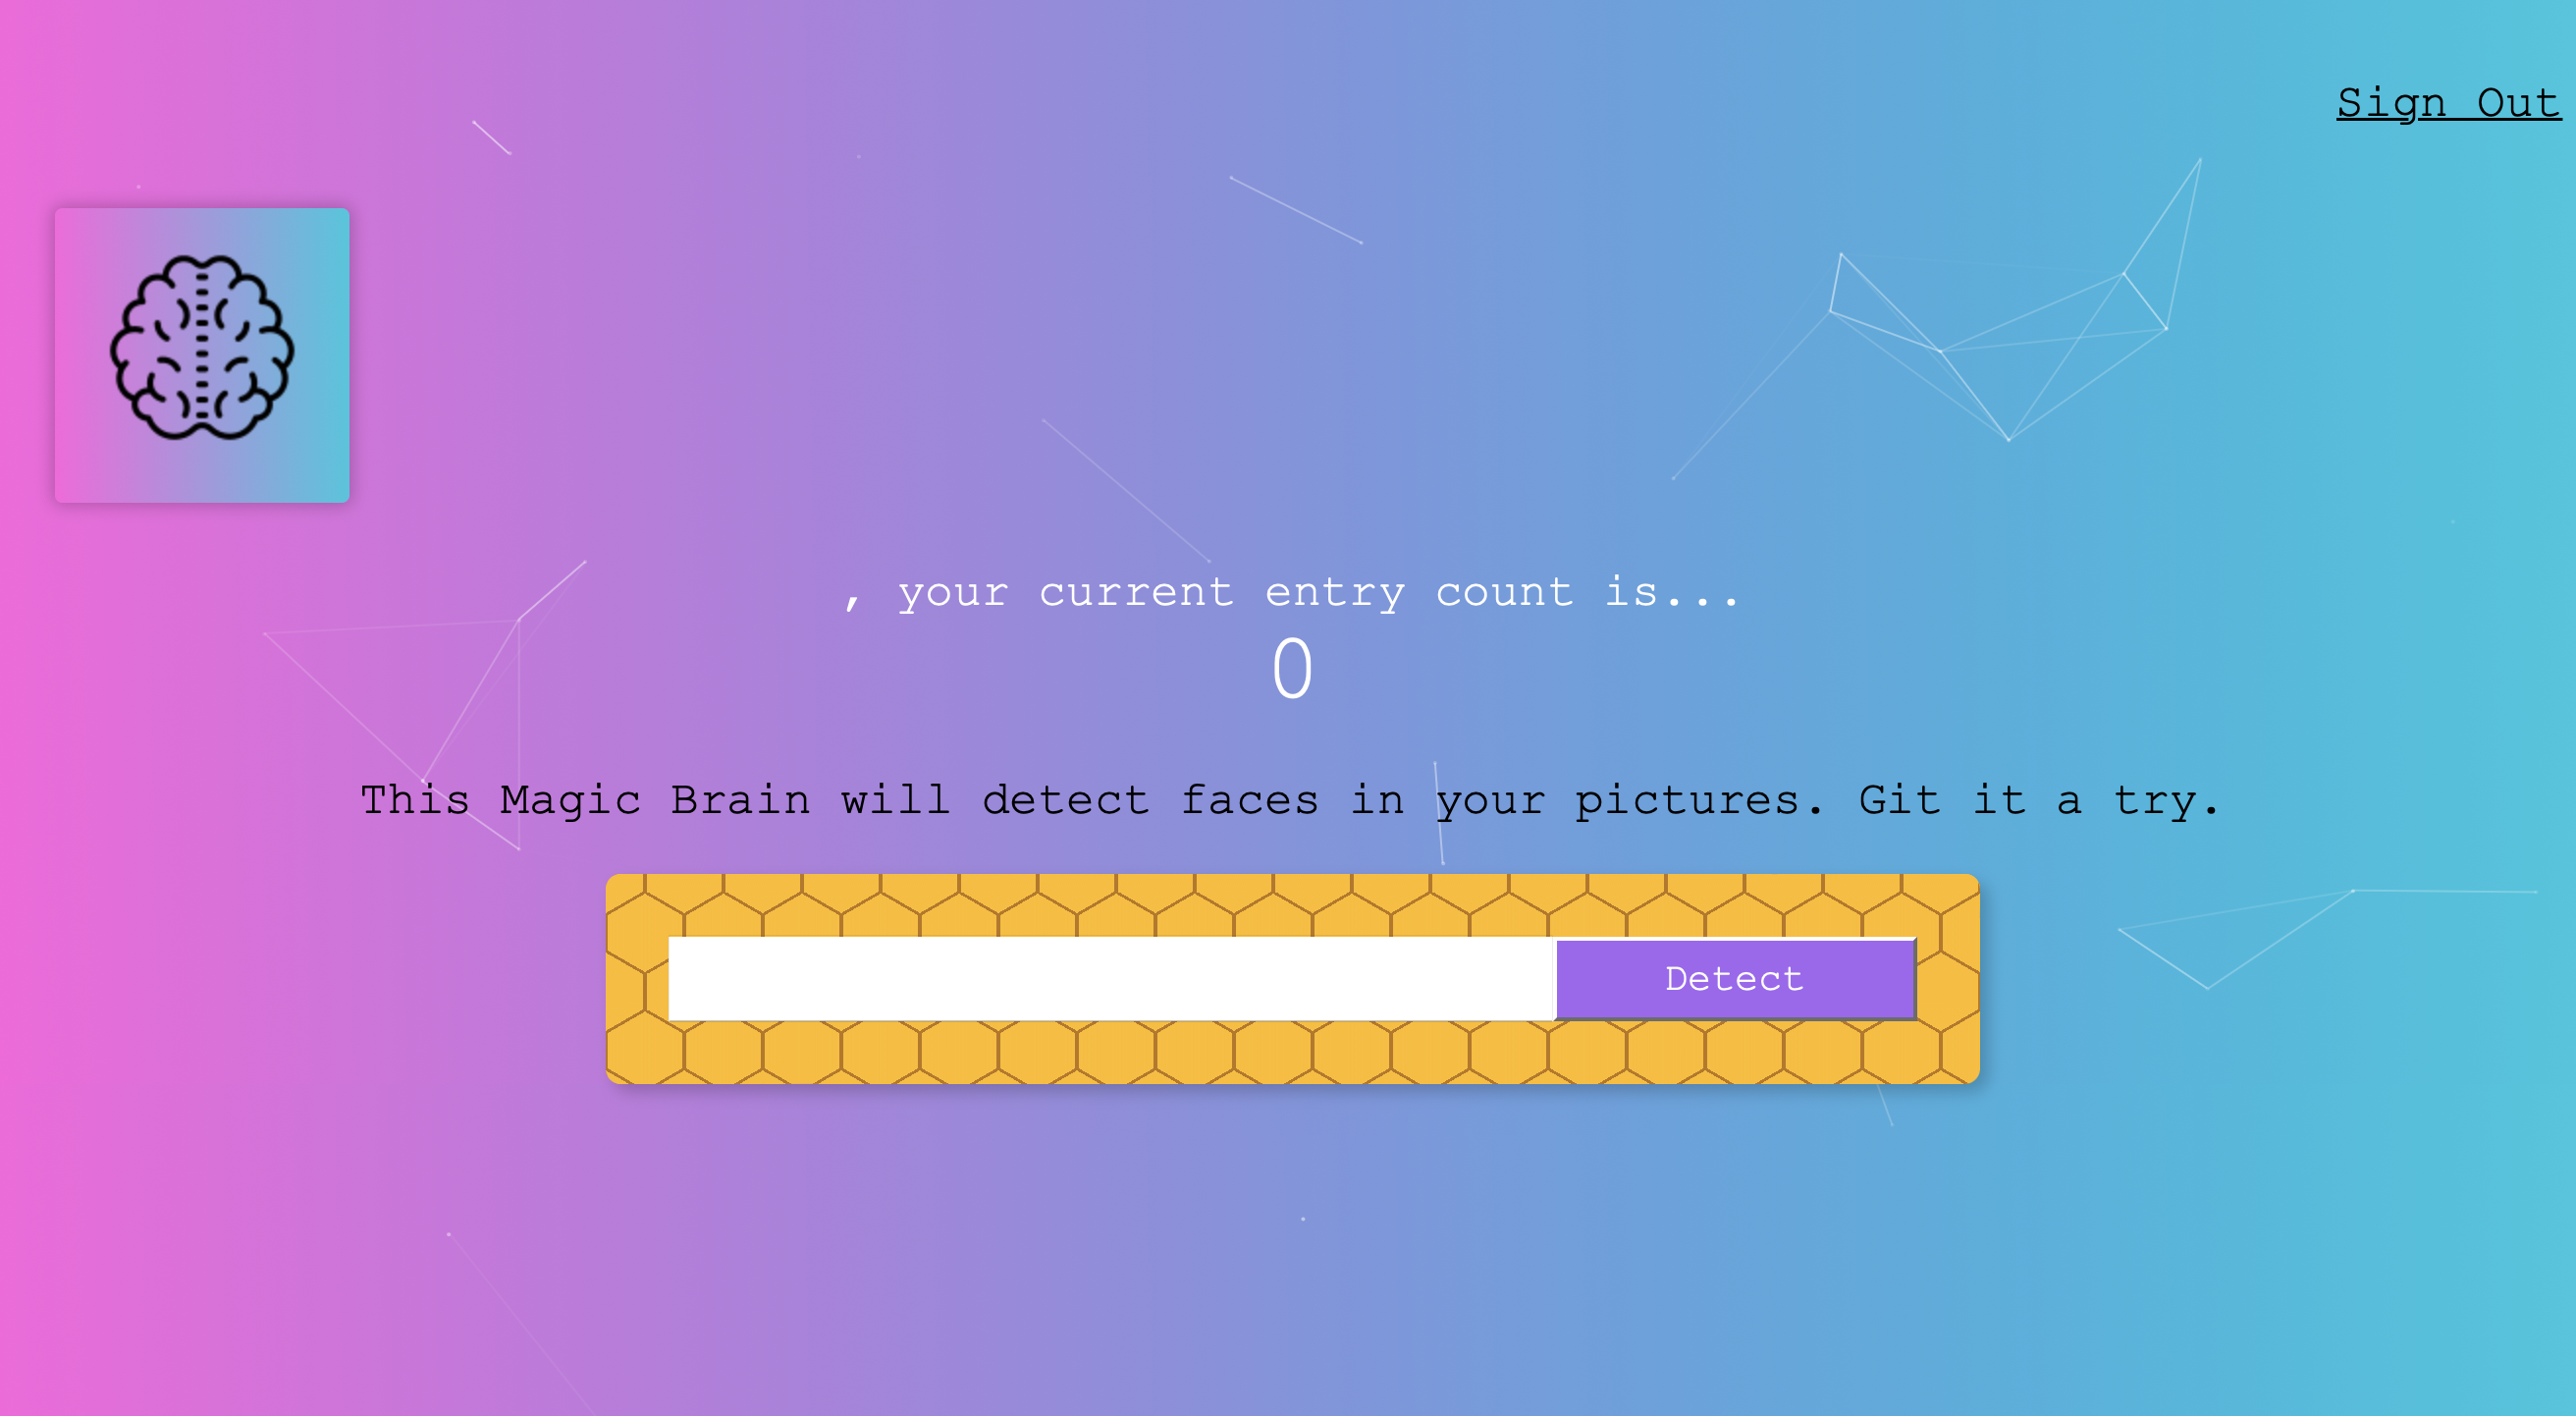 Sign Out
, your current entry count is...
0
This Magic Brain will detect faces in your pictures. Git it a try.
Detect